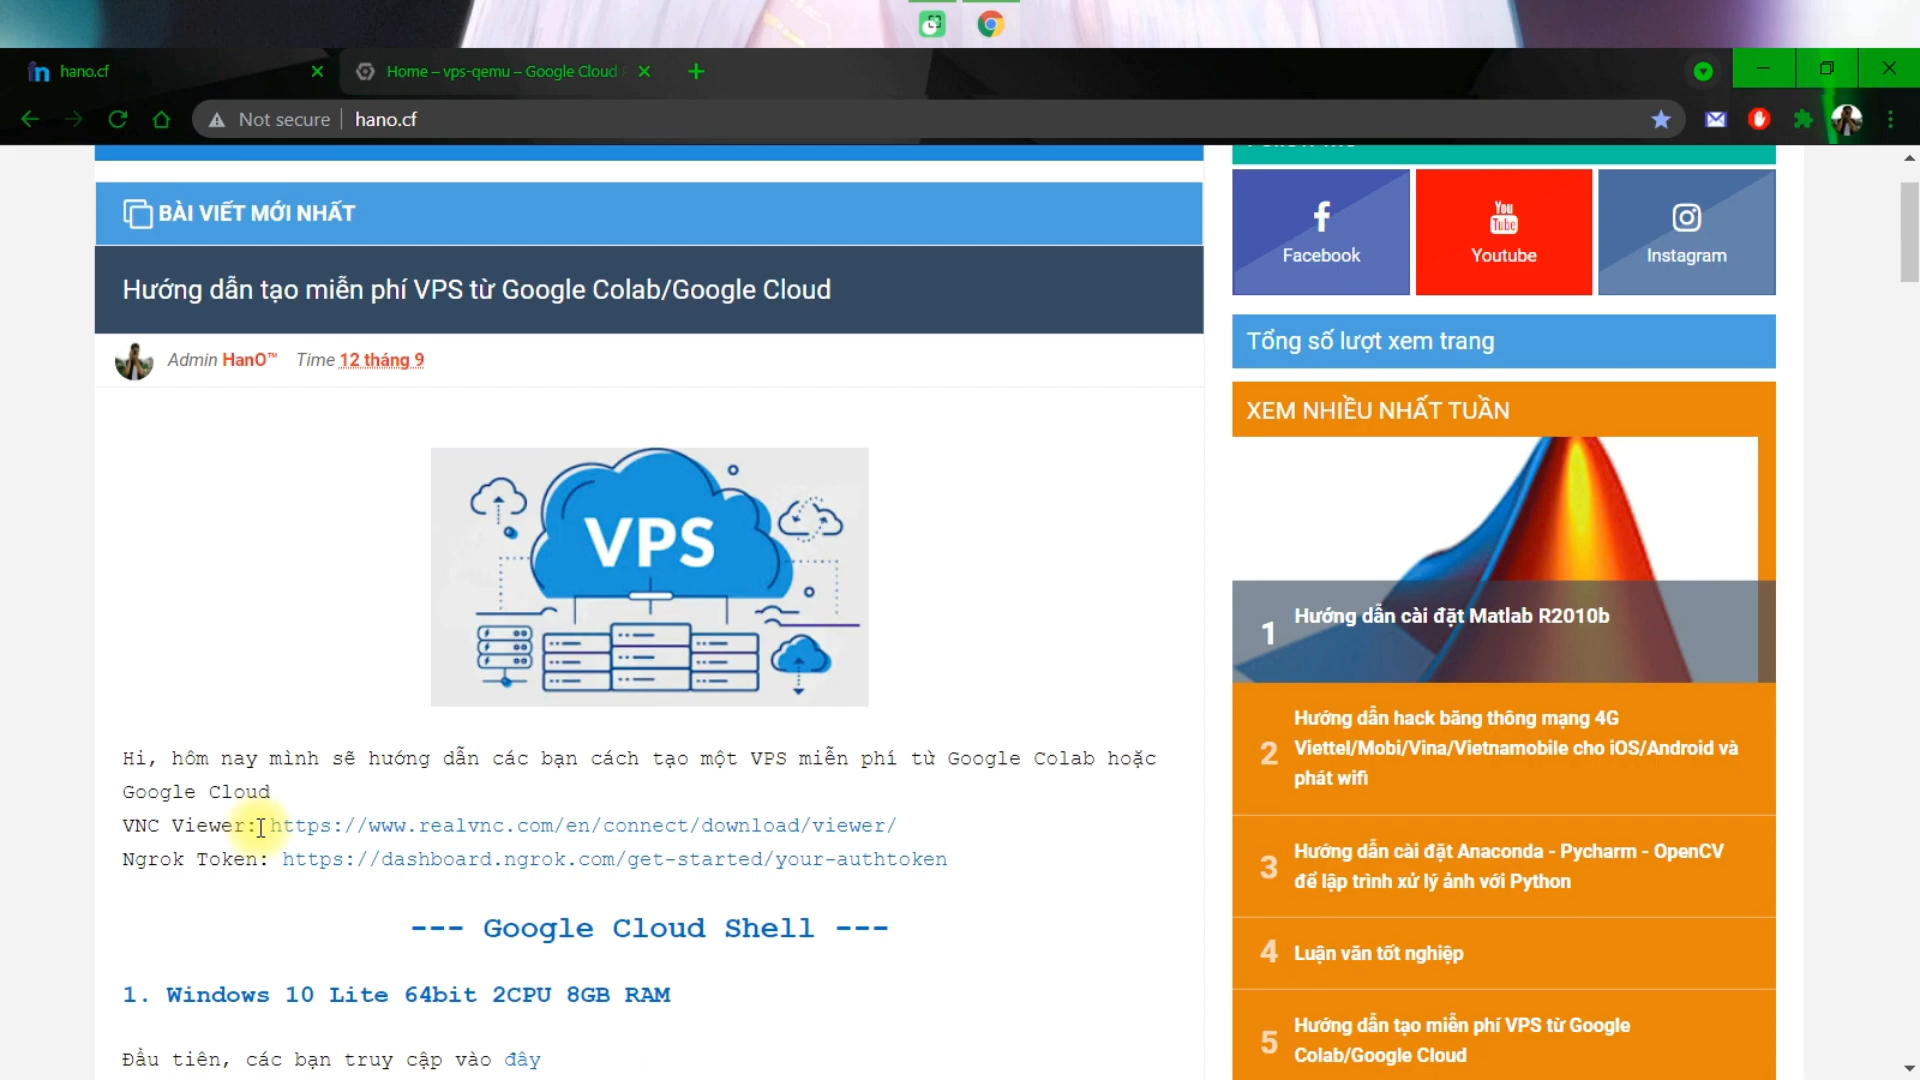 hano.cf
Home – vps-qemu – Google Cloud
Not secure
hano.cf
BÀI VIẾT MỚI NHẤT
Hướng dẫn tạo miễn phí VPS từ Google Colab/Google Cloud
Admin HanO™ Time 12 tháng 9
VPS
Hi, hôm nay mình sẽ hướng dẫn các bạn cách tạo một VPS miễn phí từ Google Colab hoặc
Google Cloud
VNC Viewer: https://www.realvnc.com/en/connect/download/viewer/
Ngrok Token: https://dashboard.ngrok.com/get-started/your-authtoken
--- Google Cloud Shell ---
1. Windows 10 Lite 64bit 2CPU 8GB RAM
Đầu tiên, các bạn truy cập vào đây
Facebook
You
Tube
Youtube
Instagram
Tổng số lượt xem trang
XEM NHIỀU NHẤT TUẦN
1 Hướng dẫn cài đặt Matlab R2010b
2 Hướng dẫn hack băng thông mạng 4G
Viettel/Mobi/Vina/Vietnamobile cho iOS/Android và
phát wifi
3 Hướng dẫn cài đặt Anaconda - Pycharm - OpenCV
để lập trình xử lý ảnh với Python
4 Luận văn tốt nghiệp
5 Hướng dẫn tạo miễn phí VPS từ Google
Colab/Google Cloud